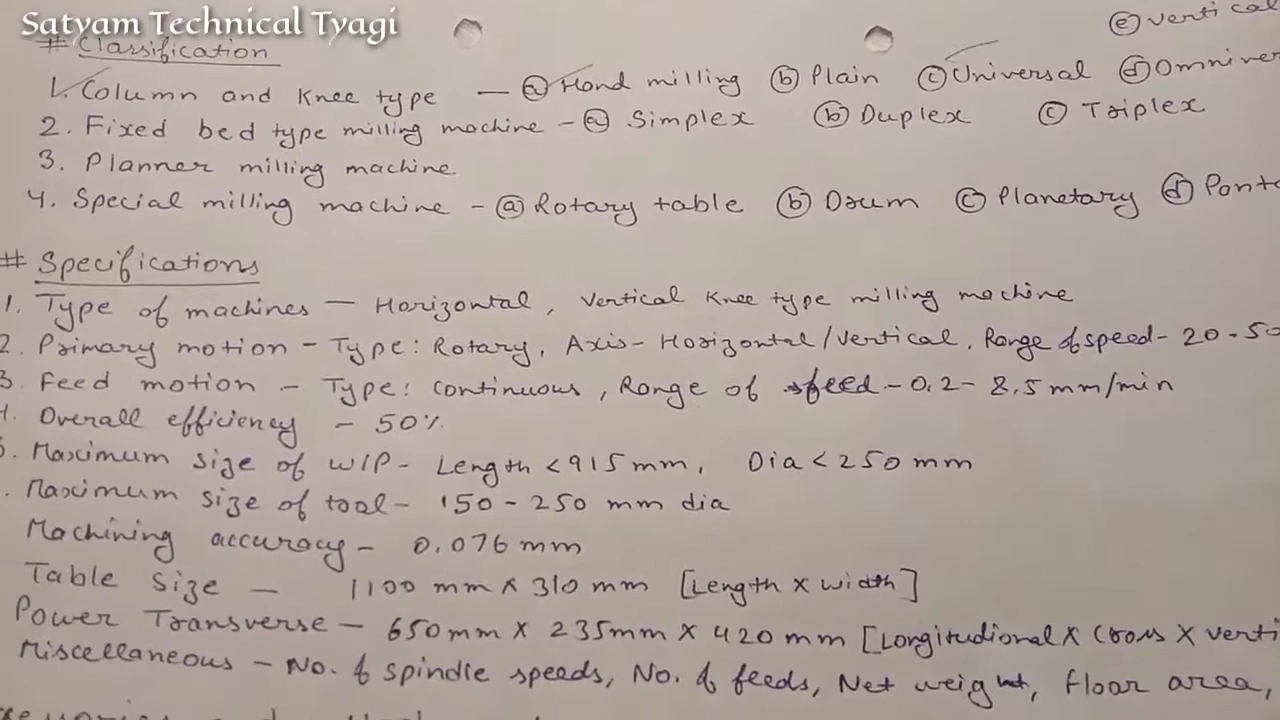 Satyam Technical Tyagi
# Classification
ⓔ vertical
1. Column and Knee type — ⓐ Hand milling ⓑ Plain ⓒ Universal ⓓ Omniver
2. Fixed bed type milling machine - ⓐ Simplex ⓑ Duplex ⓒ Triplex
3. Planner milling machine
4. Special milling machine - ⓐ Rotary table ⓑ Drum ⓒ Planetary ⓓ Panto
# Specifications
1. Type of machines — Horizontal, Vertical Knee type milling machine
2. Primary motion - Type: Rotary, Axis - Horizontal/Vertical, Range of speed - 20-50
3. Feed motion - Type: continuous, Range of feed - 0.2 - 8.5 mm/min
4. Overall efficiency - 50%
5. Maximum size of W/P - Length < 915 mm, Dia < 250 mm
. Maximum size of tool - 150 - 250 mm dia
Machining accuracy - 0.076 mm
Table Size — 1100 mm x 310 mm [Length x width]
Power Transverse - 650mm x 235mm x 420 mm [Longitudional x Cross x verti
Miscellaneous - No. of spindle speeds, No. of feeds, Net weight, floor area,